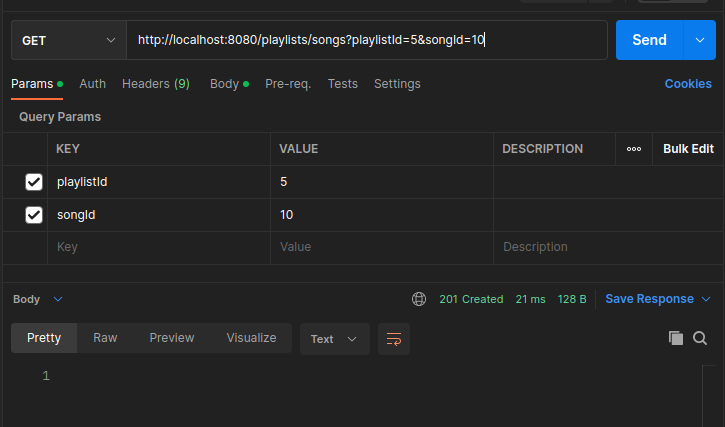 GET http://localhost:8080/playlists/songs?playlistId=5&songId=10 Send
Params Auth Headers (9) Body Pre-req. Tests Settings Cookies
Query Params
KEY VALUE DESCRIPTION ooo Bulk Edit
playlistId 5
songId 10
Key Value Description
Body 201 Created 21 ms 128 B Save Response
Pretty Raw Preview Visualize Text
1